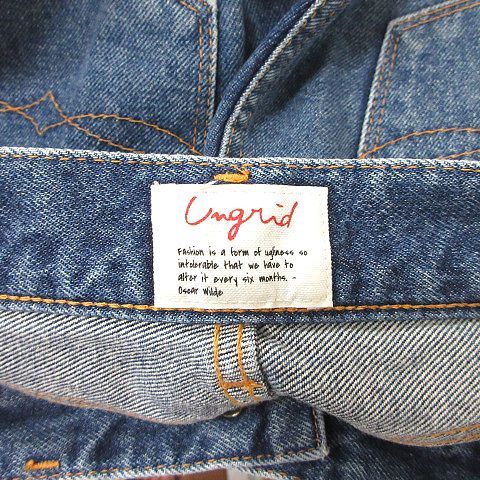 Ungrid
Fashion is a form of ugliness so
intolerable that we have to
alter it every six months. -
Oscar Wilde